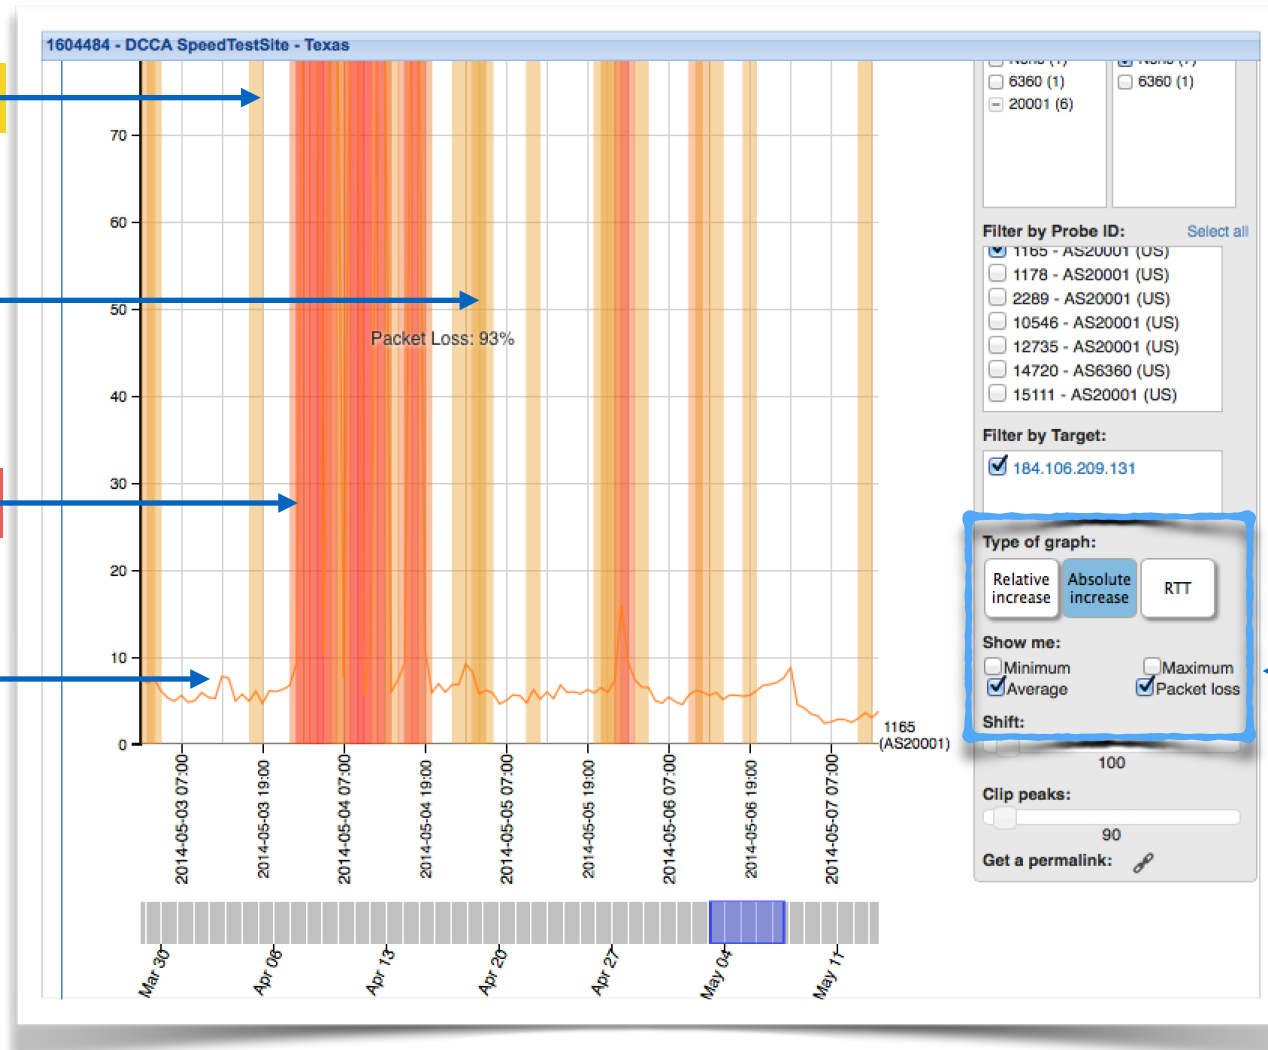 1604484 - DCCA SpeedTestSite - Texas
70
60
50
40
30
20
10
0
Packet Loss: 93%
1165
(AS20001)
2014-05-03 07:00
2014-05-03 19:00
2014-05-04 07:00
2014-05-04 19:00
2014-05-05 07:00
2014-05-05 19:00
2014-05-06 07:00
2014-05-06 19:00
2014-05-07 07:00
Mar 30
Apr 06
Apr 13
Apr 20
Apr 27
May 04
May 11
None (1)
6360 (1)
20001 (6)
None (7)
6360 (1)
Filter by Probe ID: Select all
1165 - AS20001 (US)
1178 - AS20001 (US)
2289 - AS20001 (US)
10546 - AS20001 (US)
12735 - AS20001 (US)
14720 - AS6360 (US)
15111 - AS20001 (US)
Filter by Target:
184.106.209.131
Type of graph:
Relative increase
Absolute increase
RTT
Show me:
Minimum Maximum
Average Packet loss
Shift:
100
Clip peaks:
90
Get a permalink: